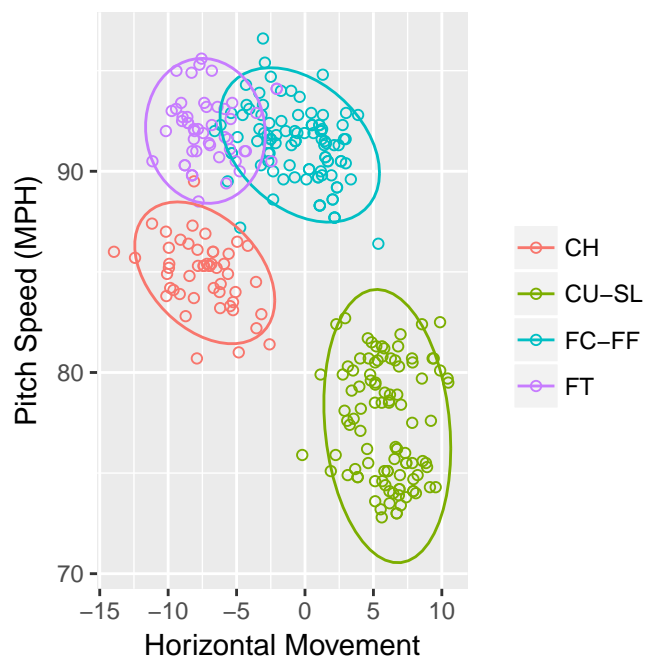 90
80
70
−15
−10
−5
0
5
10
Horizontal Movement
Pitch Speed (MPH)
CH
CU−SL
FC−FF
FT